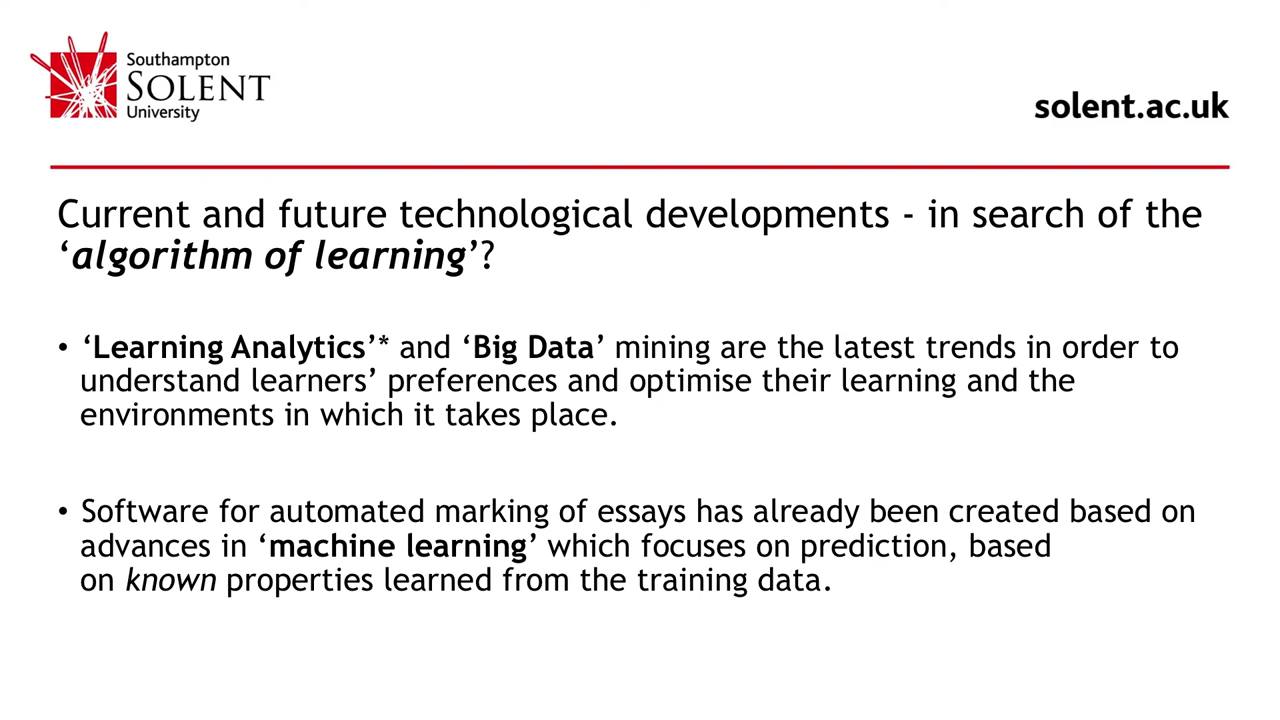 Southampton
SOLENT
University
solent.ac.uk
Current and future technological developments - in search of the
‘algorithm of learning’?
• ‘Learning Analytics’* and ‘Big Data’ mining are the latest trends in order to
understand learners’ preferences and optimise their learning and the
environments in which it takes place.
• Software for automated marking of essays has already been created based on
advances in ‘machine learning’ which focuses on prediction, based
on known properties learned from the training data.